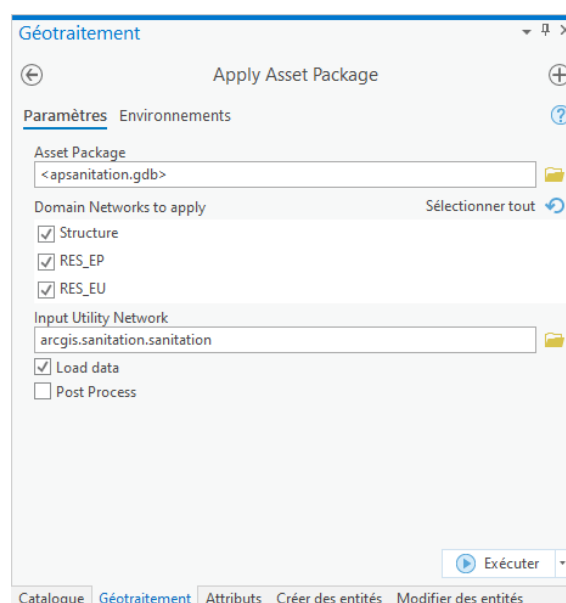 Géotraitement
Apply Asset Package
Paramètres Environnements
Asset Package
<apsanitation.gdb>
Domain Networks to apply Sélectionner tout
Structure
RES_EP
RES_EU
Input Utility Network
arcgis.sanitation.sanitation
Load data
Post Process
Exécuter
Catalogue Géotraitement Attributs Créer des entités Modifier des entités